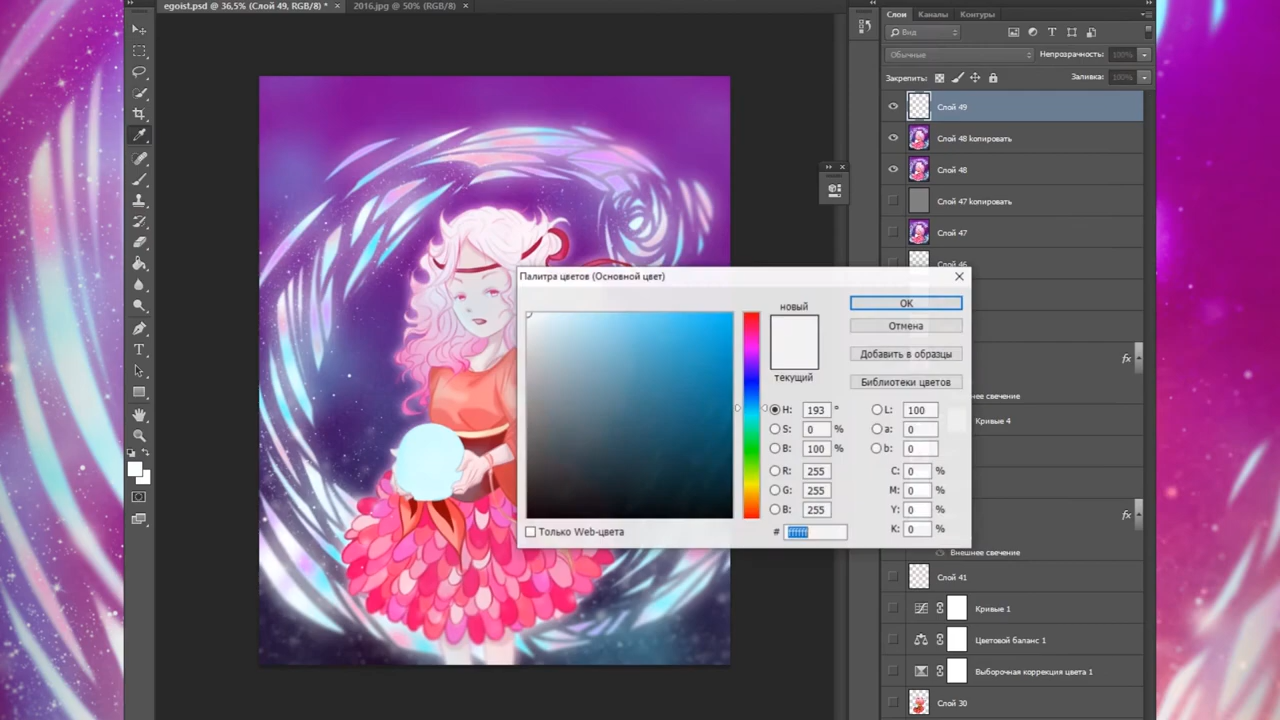 egoist.psd @ 36,5% (Слой 49, RGB/8) *
2016.jpg @ 50% (RGB/8)
Слои
Каналы
Контуры
Вид
Обычные
Непрозрачность: 100%
Закрепить:
Заливка: 100%
Слой 49
Слой 48 копировать
Слой 48
Слой 47 копировать
Слой 47
Слой 46
Палитра цветов (Основной цвет)
новый
текущий
OK
Отмена
Добавить в образцы
Библиотеки цветов
H: 193 °
S: 0 %
B: 100 %
R: 255
G: 255
B: 255
L: 100
a: 0
b: 0
C: 0 %
M: 0 %
Y: 0 %
K: 0 %
# ffffff
Только Web-цвета
fx
нее свечение
Кривые 4
fx
Внешнее свечение
Слой 41
Кривые 1
Цветовой баланс 1
Выборочная коррекция цвета 1
Слой 30